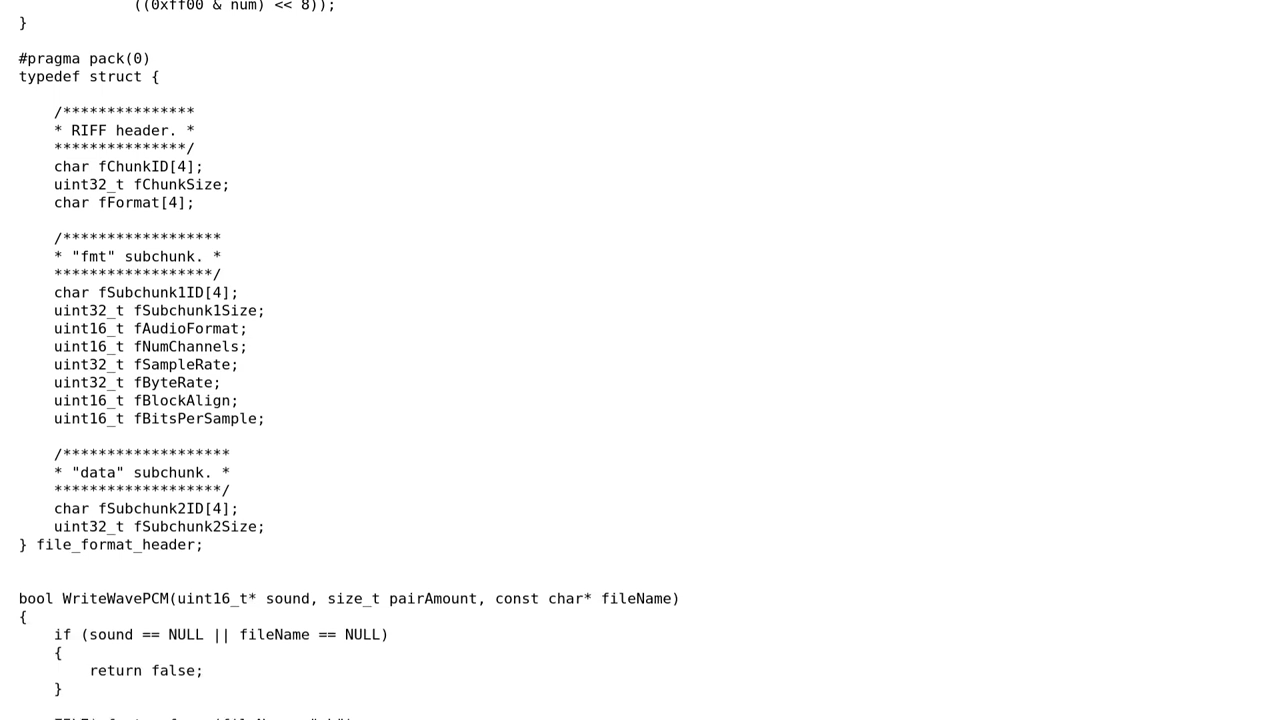 ((0xff00 & num) << 8));
}
#pragma pack(0)
typedef struct {
/***************
* RIFF header. *
***************/
char fChunkID[4];
uint32_t fChunkSize;
char fFormat[4];
/******************
* "fmt" subchunk. *
******************/
char fSubchunk1ID[4];
uint32_t fSubchunk1Size;
uint16_t fAudioFormat;
uint16_t fNumChannels;
uint32_t fSampleRate;
uint32_t fByteRate;
uint16_t fBlockAlign;
uint16_t fBitsPerSample;
/*******************
* "data" subchunk. *
*******************/
char fSubchunk2ID[4];
uint32_t fSubchunk2Size;
} file_format_header;
bool WriteWavePCM(uint16_t* sound, size_t pairAmount, const char* fileName)
{
if (sound == NULL || fileName == NULL)
{
return false;
}